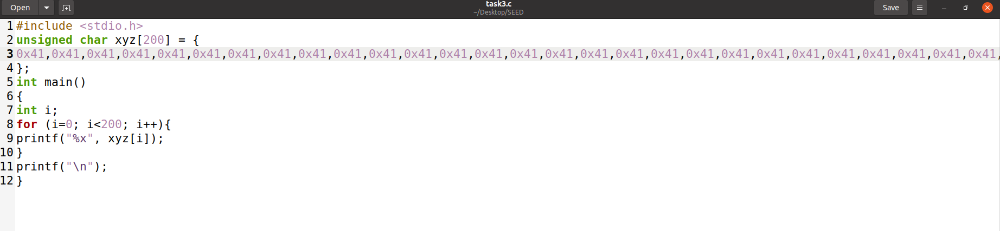 Open task3.c Save
~/Desktop/SEED
1 #include <stdio.h>
2 unsigned char xyz[200] = {
3 0x41,0x41,0x41,0x41,0x41,0x41,0x41,0x41,0x41,0x41,0x41,0x41,0x41,0x41,0x41,0x41,0x41,0x41,0x41,0x41,0x41,0x41,0x41,0x41,0x41,0x41,0x41,0x41,
4 };
5 int main()
6 {
7 int i;
8 for (i=0; i<200; i++){
9 printf("%x", xyz[i]);
10 }
11 printf("\n");
12 }